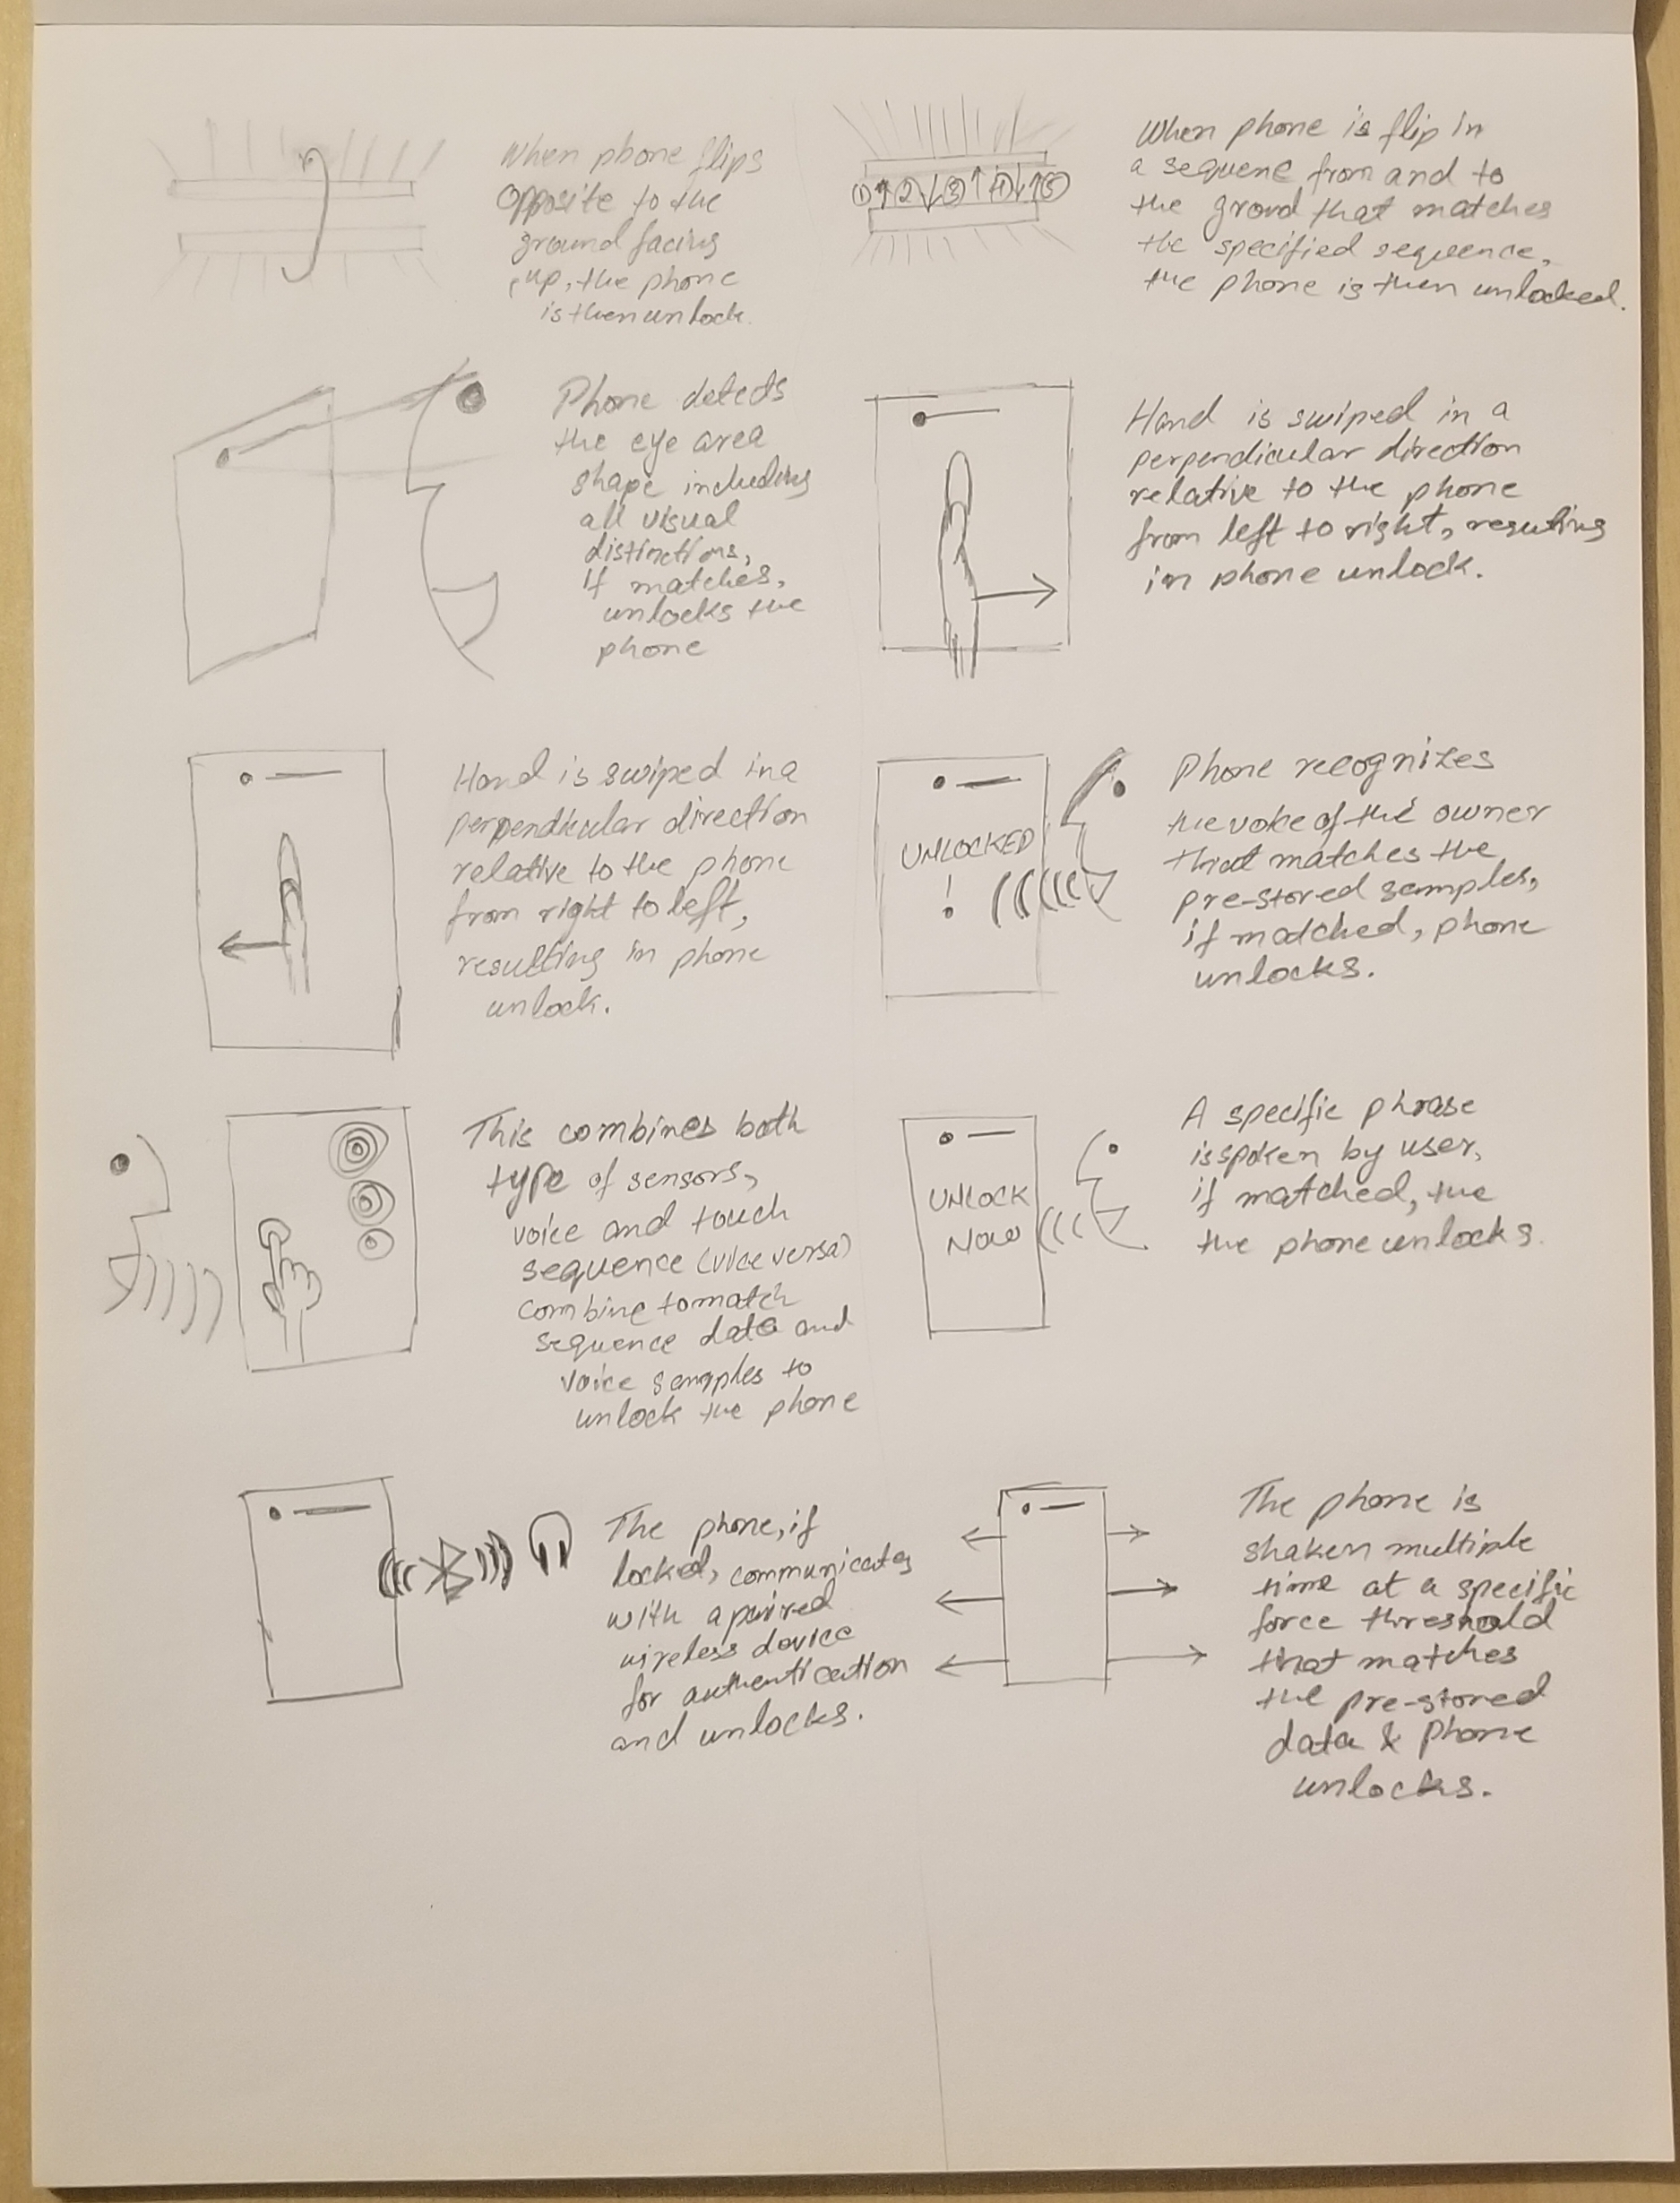 When phone flips
opposite to the
ground facing
up, the phone
is then unlock.
1 2 3 4 5
When phone is flip in
a sequene from and to
the grovd that matches
the specified sequence,
the phone is then unlocked.
Phone detects
the eye area
shape including
all visual
distinctions,
if matches,
unlocks the
phone
Hand is swiped in a
perpendicular direction
relative to the phone
from left to right, resulting
in phone unlock.
Hand is swiped in a
perpendicular direction
relative to the phone
from right to left,
resulting in phone
unlock.
UNLOCKED
!
Phone recognizes
the voice of the owner
that matches the
pre-stored samples,
if matched, phone
unlocks.
This combines both
type of sensors,
voice and touch
sequence (vice versa)
combine to match
sequence data and
voice samples to
unlock the phone
UNLOCK
NOW
A specific phrase
is spoken by user,
if matched, the
the phone unlocks.
The phone, if
locked, communicates
with a paired
wireless device
for authentication
and unlocks.
The phone is
shaken multiple
time at a specific
force threshold
that matches
the pre-stored
data & phone
unlocks.